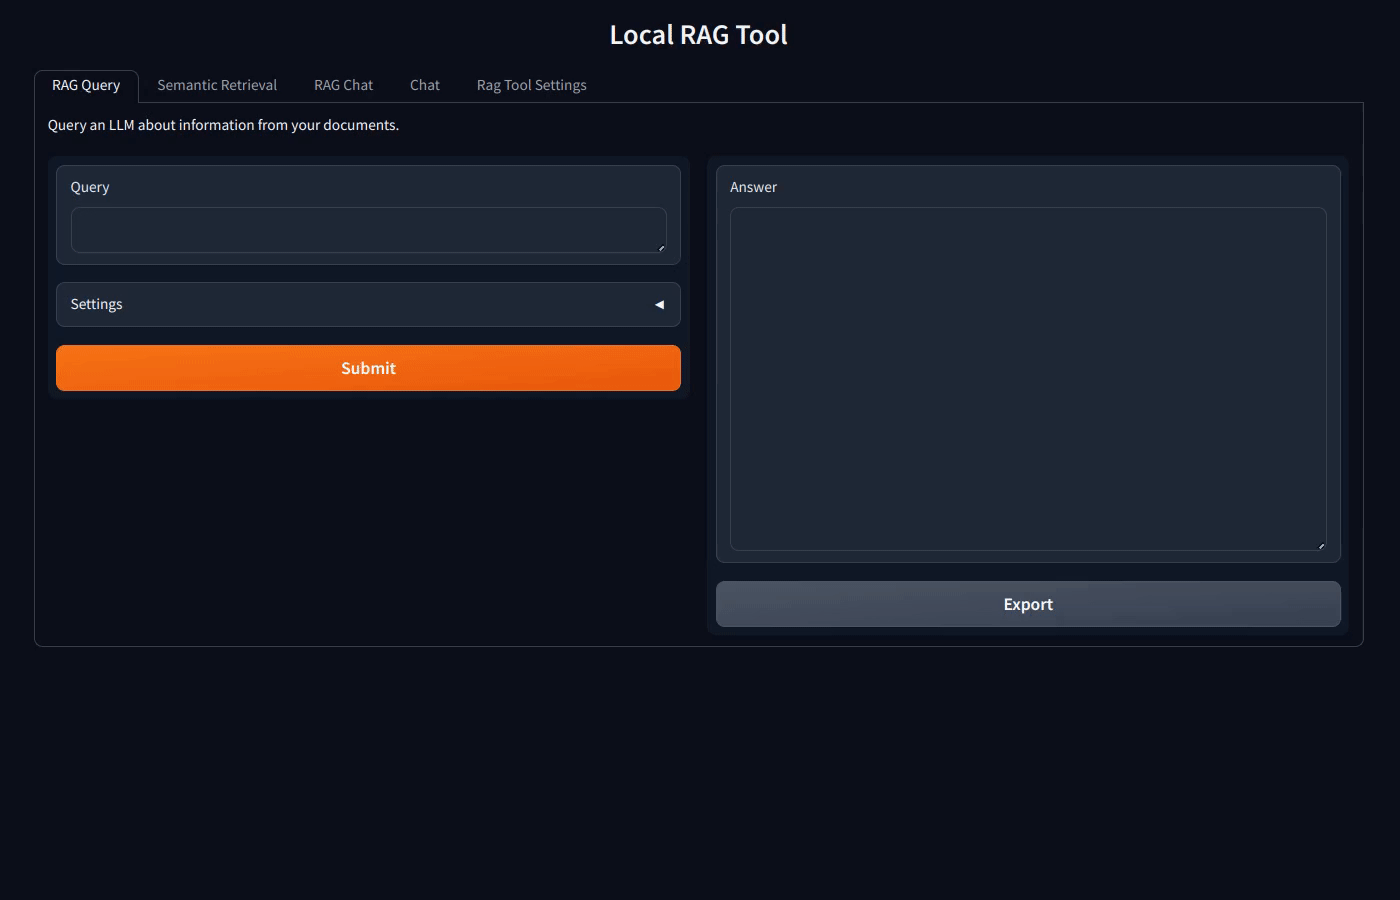 Local RAG Tool
RAG Query Semantic Retrieval RAG Chat Chat Rag Tool Settings
Query an LLM about information from your documents.
Query
Settings
Submit
Answer
Export